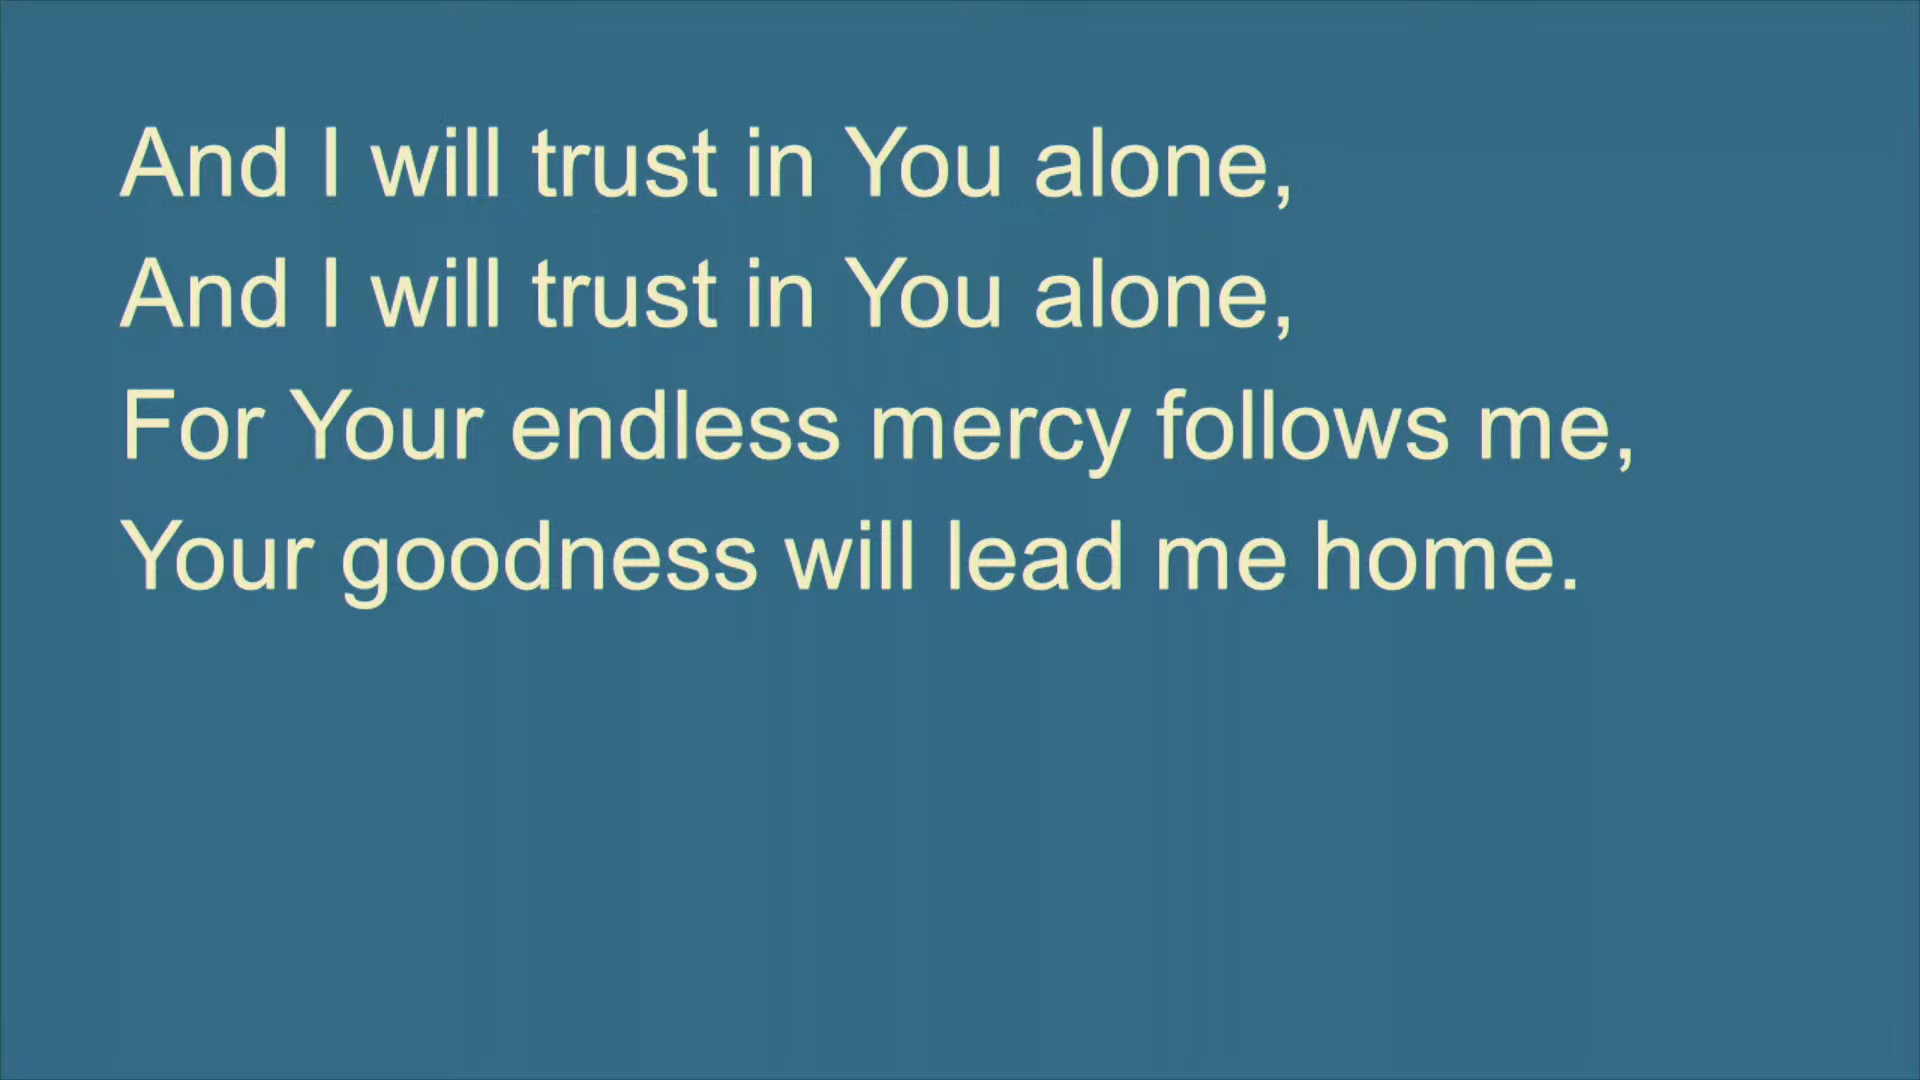 And I will trust in You alone,
And I will trust in You alone,
For Your endless mercy follows me,
Your goodness will lead me home.